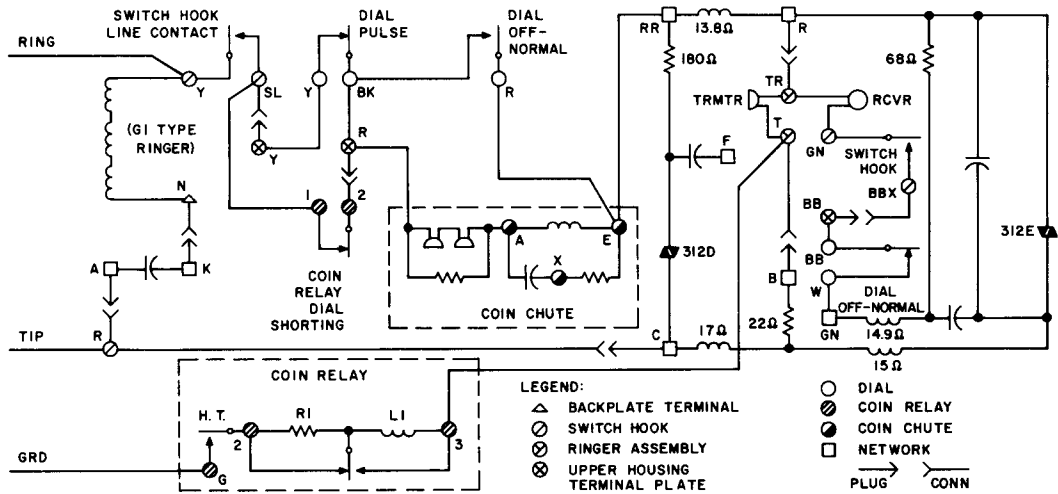 SWITCH HOOK
LINE CONTACT
DIAL
PULSE
DIAL
OFF-
NORMAL
RR
13.8Ω
R
RING
180Ω
68Ω
Y
SL
Y
BK
R
TR
TRMTR
RCVR
(GI TYPE
RINGER)
Y
R
F
T
GN
SWITCH
HOOK
N
1
2
BBX
A
E
BB
312E
A
K
X
312D
BB
COIN
RELAY
DIAL
SHORTING
COIN CHUTE
B
W
DIAL
OFF-NORMAL
22Ω
GN
14.9Ω
R
TIP
C
17Ω
15Ω
COIN RELAY
LEGEND:
BACKPLATE TERMINAL
SWITCH HOOK
RINGER ASSEMBLY
UPPER HOUSING
TERMINAL PLATE
DIAL
COIN RELAY
COIN CHUTE
NETWORK
PLUG
CONN
H.T.
R1
L1
2
3
GRD
G